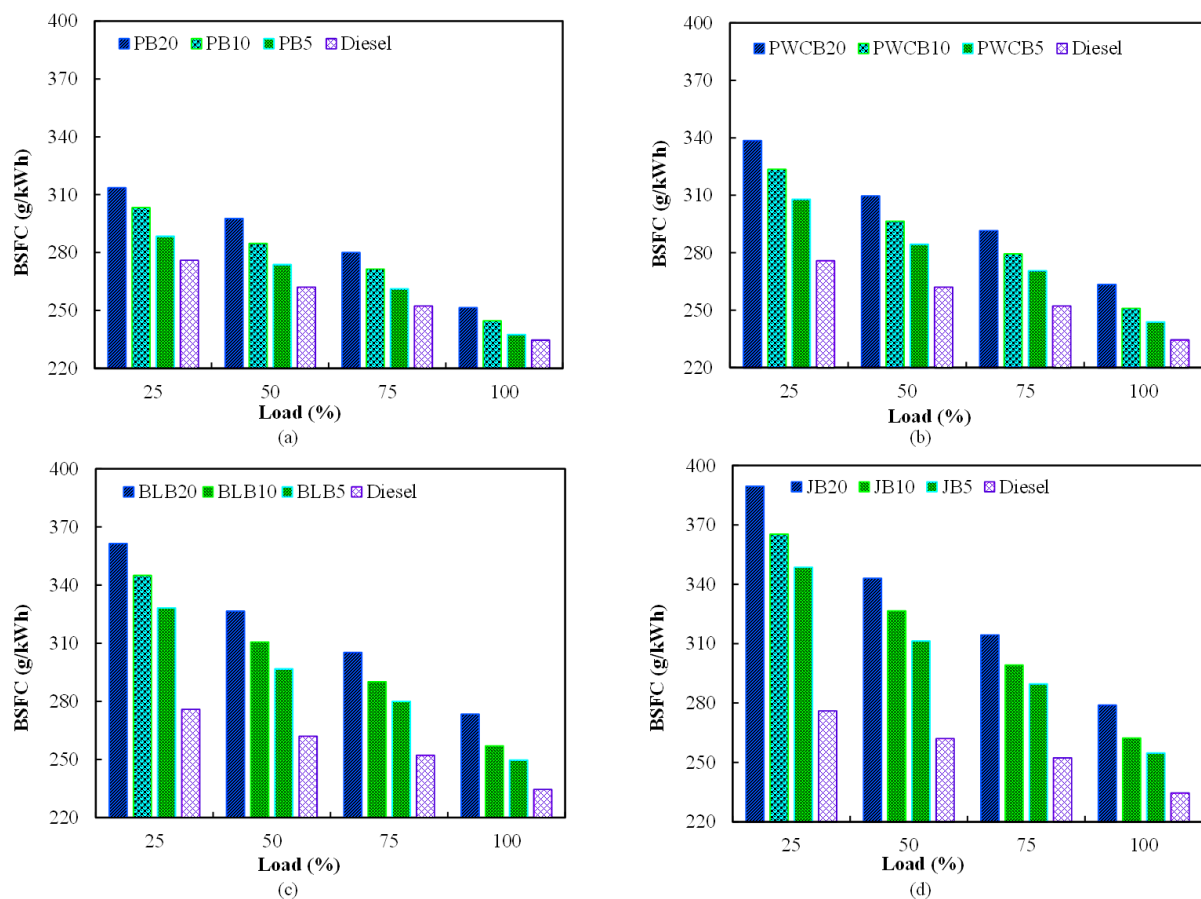 400
370
340
310
280
250
220
BSFC (g/kWh)
PB20 PB10 PB5 Diesel
25 50 75 100
Load (%)
(a)
400
370
340
310
280
250
220
BSFC (g/kWh)
PWCB20 PWCB10 PWCB5 Diesel
25 50 75 100
Load (%)
(b)
400
370
340
310
280
250
220
BSFC (g/kWh)
BLB20 BLB10 BLB5 Diesel
25 50 75 100
Load (%)
(c)
400
370
340
310
280
250
220
BSFC (g/kWh)
JB20 JB10 JB5 Diesel
25 50 75 100
Load (%)
(d)